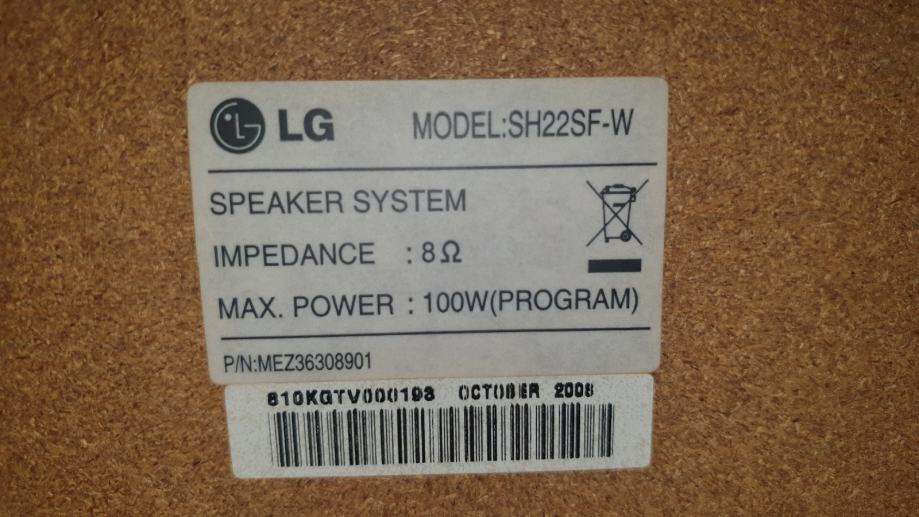 LG MODEL:SH22SF-W
SPEAKER SYSTEM
IMPEDANCE : 8Ω
MAX. POWER : 100W(PROGRAM)
P/N:MEZ36308901
810KGTV000193 OCTOBER 2008